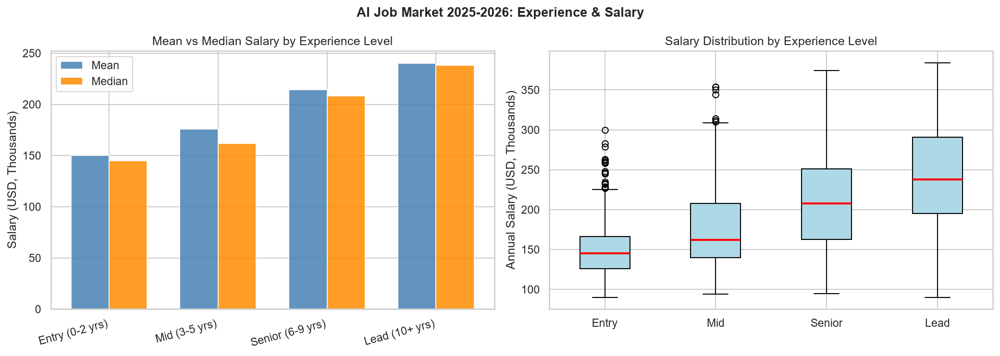 AI Job Market 2025-2026: Experience & Salary
Mean vs Median Salary by Experience Level
Salary (USD, Thousands)
250
200
150
100
50
0
Mean
Median
Entry (0-2 yrs)
Mid (3-5 yrs)
Senior (6-9 yrs)
Lead (10+ yrs)
Salary Distribution by Experience Level
Annual Salary (USD, Thousands)
350
300
250
200
150
100
Entry
Mid
Senior
Lead